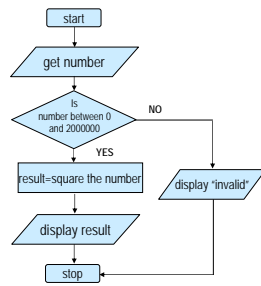 start
get number
Is
number between 0
and 2000000
NO
YES
result=square the number
display "invalid"
display result
stop